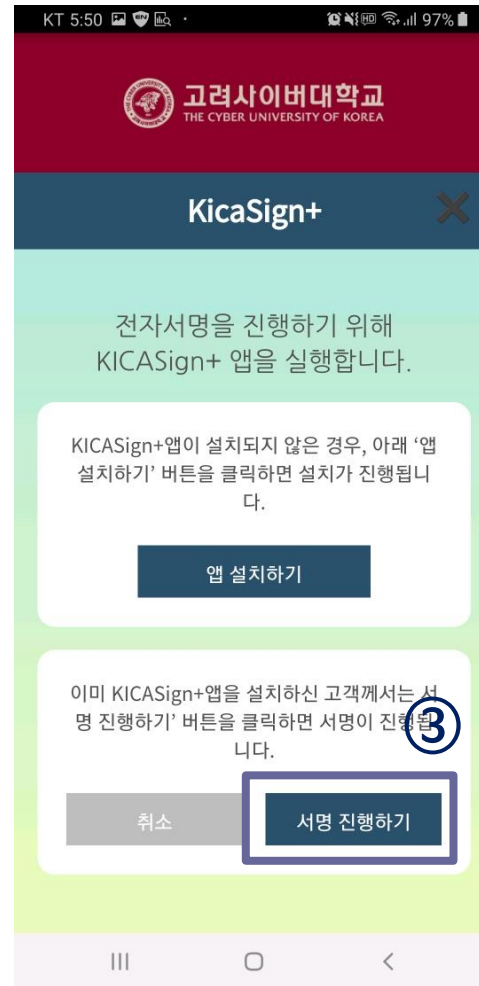 KT 5:50 97%
고려사이버대학교
THE CYBER UNIVERSITY OF KOREA
KicaSign+
전자서명을 진행하기 위해
KICASign+ 앱을 실행합니다.
KICASign+앱이 설치되지 않은 경우, 아래 ‘앱
설치하기’ 버튼을 클릭하면 설치가 진행됩니
다.
앱 설치하기
이미 KICASign+앱을 설치하신 고객께서는 서
명 진행하기’ 버튼을 클릭하면 서명이 진행됩
니다.
③
취소 서명 진행하기